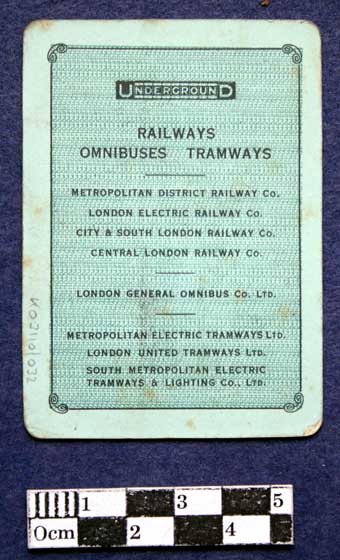 UNDERGROUND
RAILWAYS
OMNIBUSES TRAMWAYS
METROPOLITAN DISTRICT RAILWAY Co.
LONDON ELECTRIC RAILWAY Co.
CITY & SOUTH LONDON RAILWAY Co.
CENTRAL LONDON RAILWAY Co.
LONDON GENERAL OMNIBUS Co. LTD.
METROPOLITAN ELECTRIC TRAMWAYS LTD.
LONDON UNITED TRAMWAYS LTD.
SOUTH METROPOLITAN ELECTRIC
TRAMWAYS & LIGHTING Co., LTD.
1 3 5
0cm 2 4